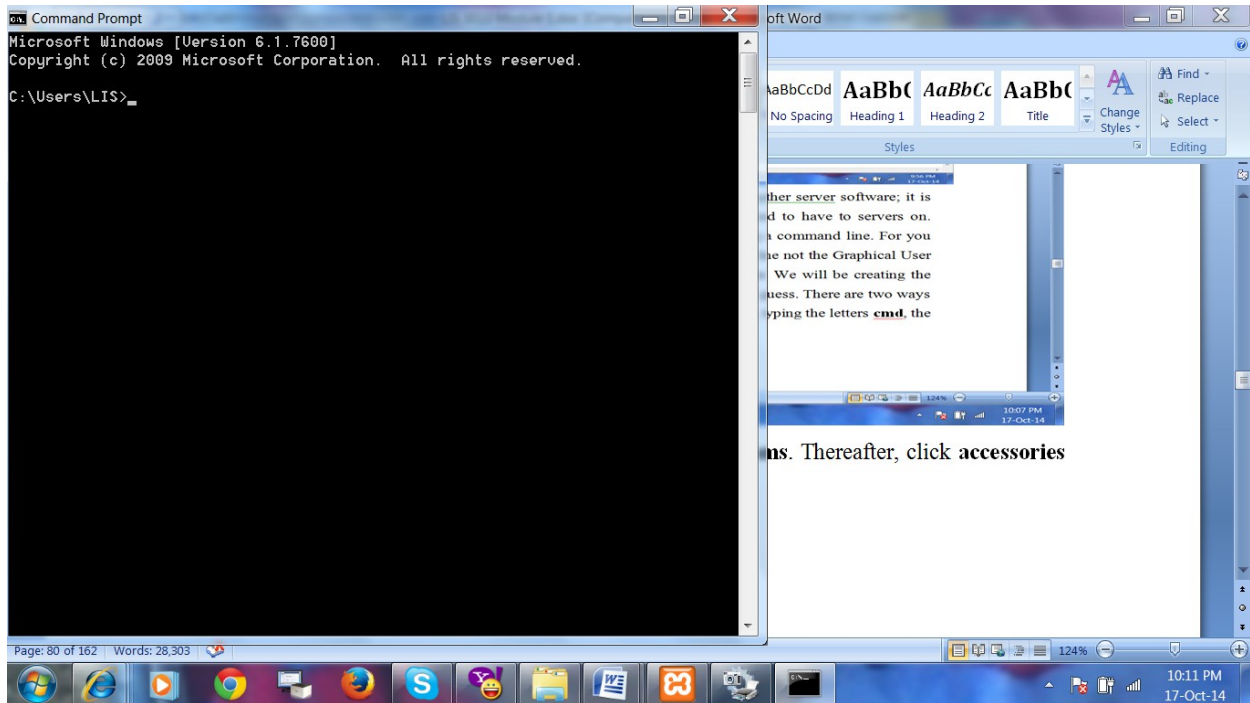 Command Prompt
Microsoft Windows [Version 6.1.7600]
Copyright (c) 2009 Microsoft Corporation.  All rights reserved.
C:\Users\LIS>_
oft Word
AaBbCcDd AaBb( AaBbCc AaBb(
No Spacing Heading 1 Heading 2 Title
Change
Styles
Find
Replace
Select
Styles
Editing
17-Oct-14
ther server software; it is
d to have to servers on.
command line. For you
ne not the Graphical User
We will be creating the
uess. There are two ways
yping the letters cmd, the
124%
10:07 PM
17-Oct-14
ms. Thereafter, click accessories
Page: 80 of 162 Words: 28,303
124%
10:11 PM
17-Oct-14